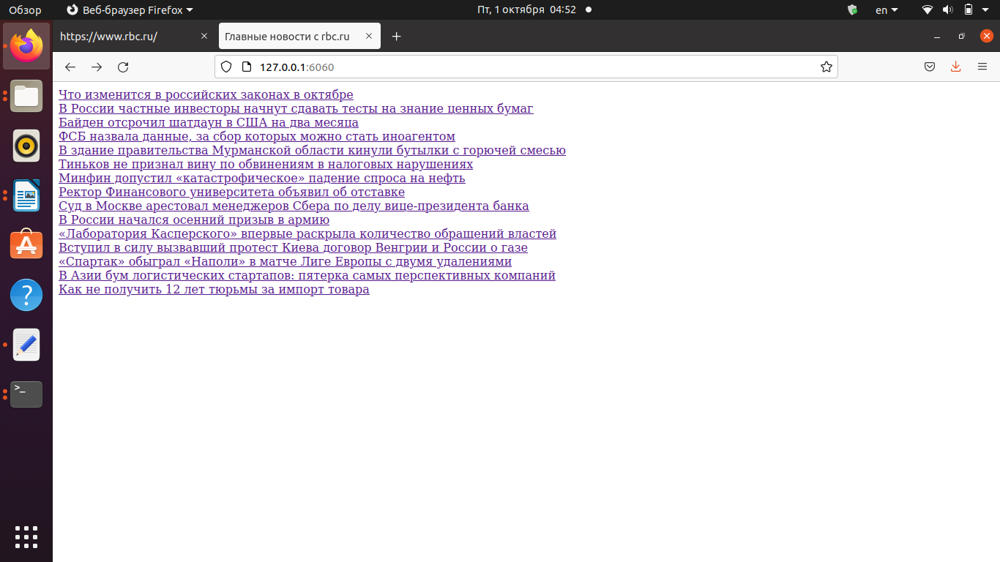 Обзор Веб-браузер Firefox Пт, 1 октября 04:52 en
https://www.rbc.ru/ Главные новости с rbc.ru
127.0.0.1:6060
Что изменится в российских законах в октябре
В России частные инвесторы начнут сдавать тесты на знание ценных бумаг
Байден отсрочил шатдаун в США на два месяца
ФСБ назвала данные, за сбор которых можно стать иноагентом
В здание правительства Мурманской области кинули бутылки с горючей смесью
Тиньков не признал вину по обвинениям в налоговых нарушениях
Минфин допустил «катастрофическое» падение спроса на нефть
Ректор Финансового университета объявил об отставке
Суд в Москве арестовал менеджеров Сбера по делу вице-президента банка
В России начался осенний призыв в армию
«Лаборатория Касперского» впервые раскрыла количество обращений властей
Вступил в силу вызвавший протест Киева договор Венгрии и России о газе
«Спартак» обыграл «Наполи» в матче Лиге Европы с двумя удалениями
В Азии бум логистических стартапов: пятерка самых перспективных компаний
Как не получить 12 лет тюрьмы за импорт товара